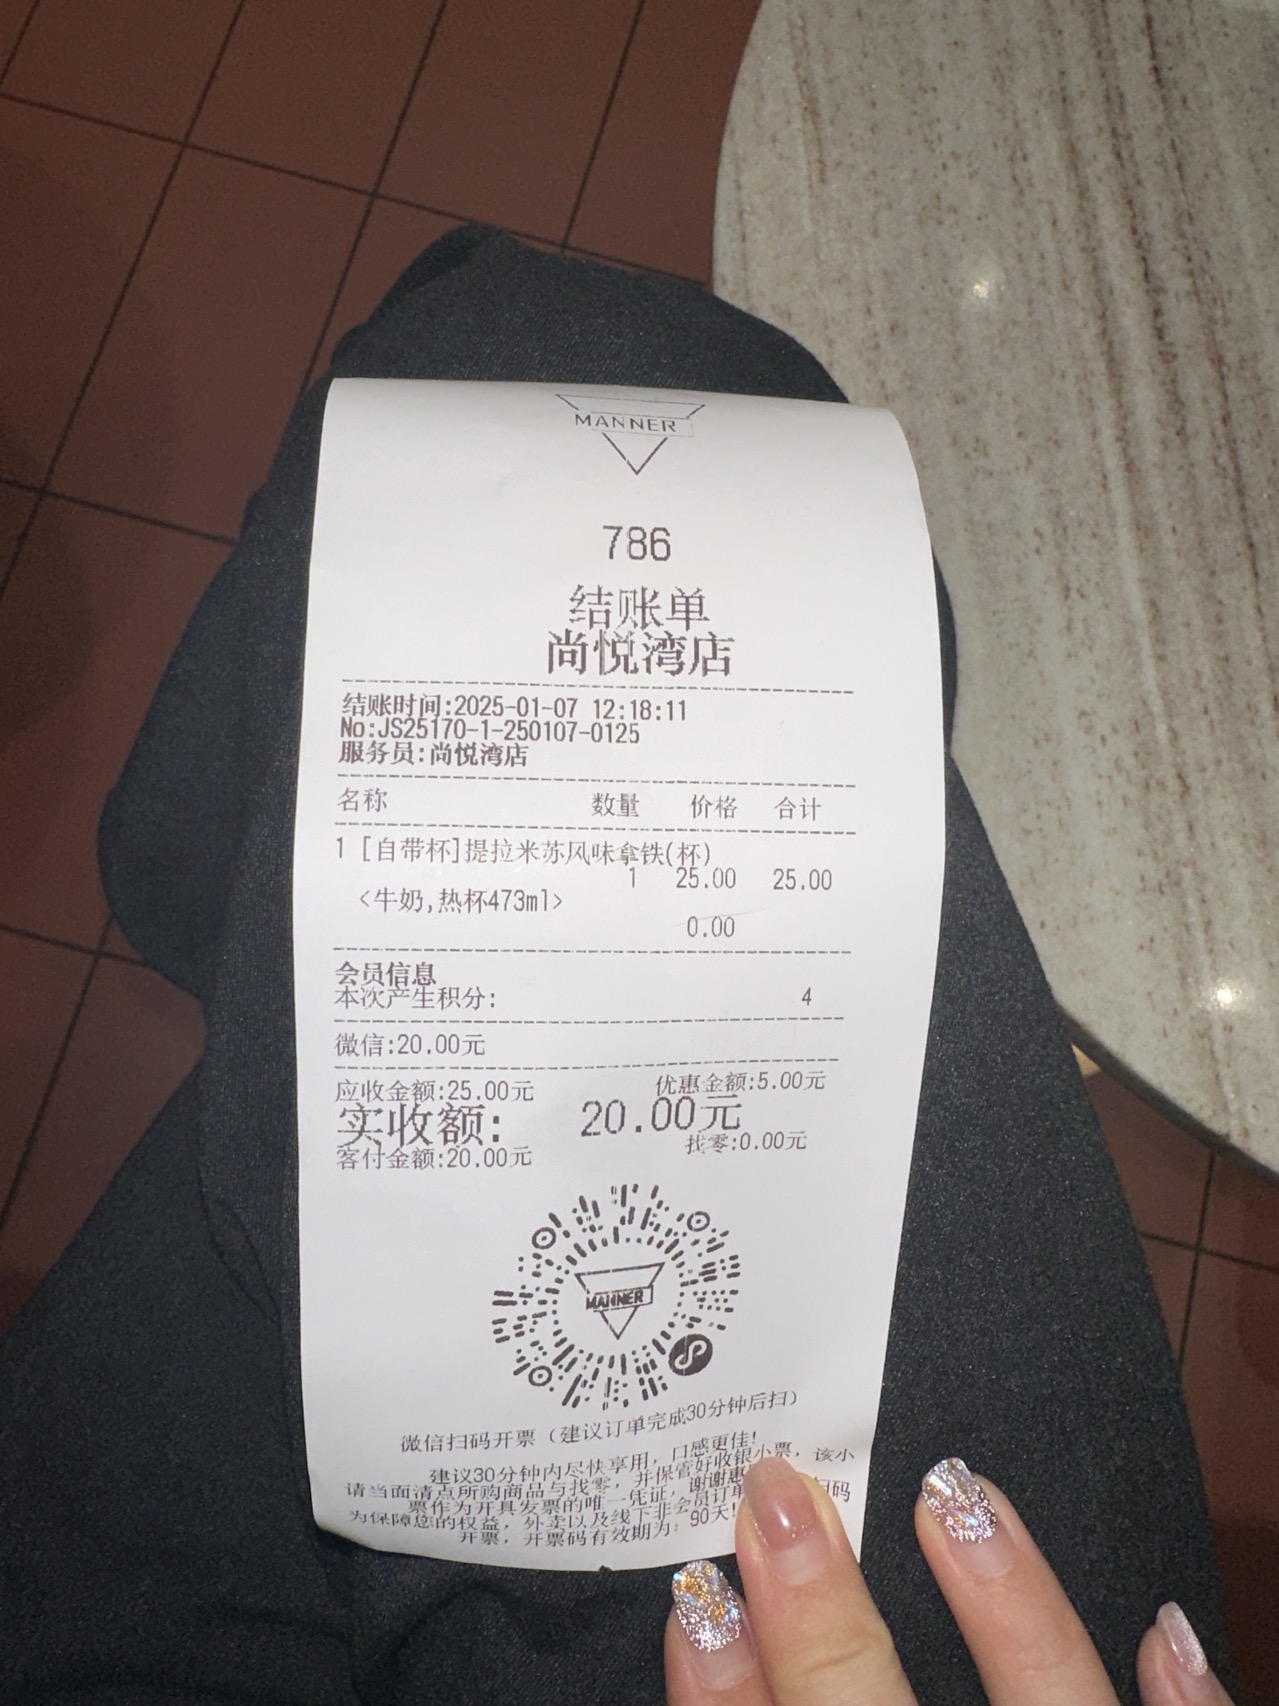 MANNER
786
结账单
尚悦湾店
结账时间:2025-01-07 12:18:11
No:JS25170-1-250107-0125
服务员:尚悦湾店
名称 数量 价格 合计
1 [自带杯]提拉米苏风味拿铁(杯)
1 25.00 25.00
<牛奶,热杯473ml>
0.00
会员信息
本次产生积分: 4
微信:20.00元
应收金额:25.00元 优惠金额:5.00元
实收额: 20.00元
客付金额:20.00元 找零:0.00元
MANNER
微信扫码开票（建议订单完成30分钟后扫）
建议30分钟内尽快享用，口感更佳!
请当面清点所购商品与找零，并保管好收银小票，该小
票作为开具发票的唯一凭证，谢谢惠
为保障您的权益，外卖以及线下非会员订单 扫码
开票，开票码有效期为：90天!